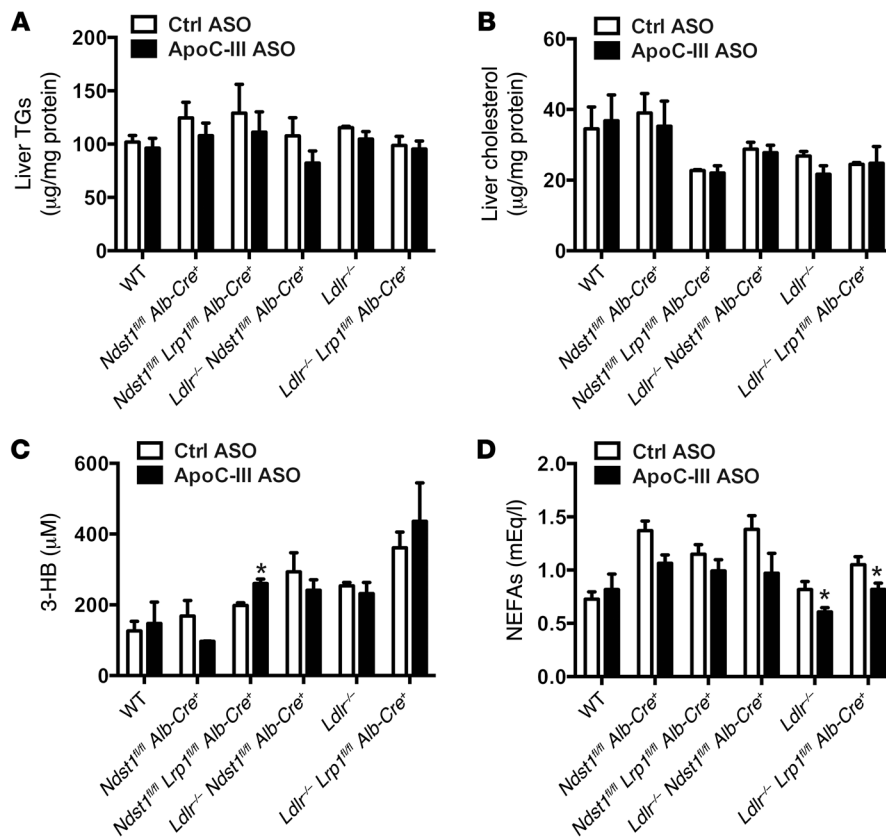 A
Ctrl ASO
ApoC-III ASO
Liver TGs
(µg/mg protein)
200
150
100
50
0
WT
Ndst1fl/fl Alb-Cre+
Ndst1fl/fl Lrp1fl/fl Alb-Cre+
Ldlr–/– Ndst1fl/fl Alb-Cre+
Ldlr–/–
Ldlr–/– Lrp1fl/fl Alb-Cre+
B
Ctrl ASO
ApoC-III ASO
Liver cholesterol
(µg/mg protein)
60
40
20
0
WT
Ndst1fl/fl Alb-Cre+
Ndst1fl/fl Lrp1fl/fl Alb-Cre+
Ldlr–/– Ndst1fl/fl Alb-Cre+
Ldlr–/–
Ldlr–/– Lrp1fl/fl Alb-Cre+
C
Ctrl ASO
ApoC-III ASO
3-HB (µM)
600
400
200
0
*
WT
Ndst1fl/fl Alb-Cre+
Ndst1fl/fl Lrp1fl/fl Alb-Cre+
Ldlr–/– Ndst1fl/fl Alb-Cre+
Ldlr–/–
Ldlr–/– Lrp1fl/fl Alb-Cre+
D
Ctrl ASO
ApoC-III ASO
NEFAs (mEq/l)
2.0
1.5
1.0
0.5
0.0
*
*
WT
Ndst1fl/fl Alb-Cre+
Ndst1fl/fl Lrp1fl/fl Alb-Cre+
Ldlr–/– Ndst1fl/fl Alb-Cre+
Ldlr–/–
Ldlr–/– Lrp1fl/fl Alb-Cre+